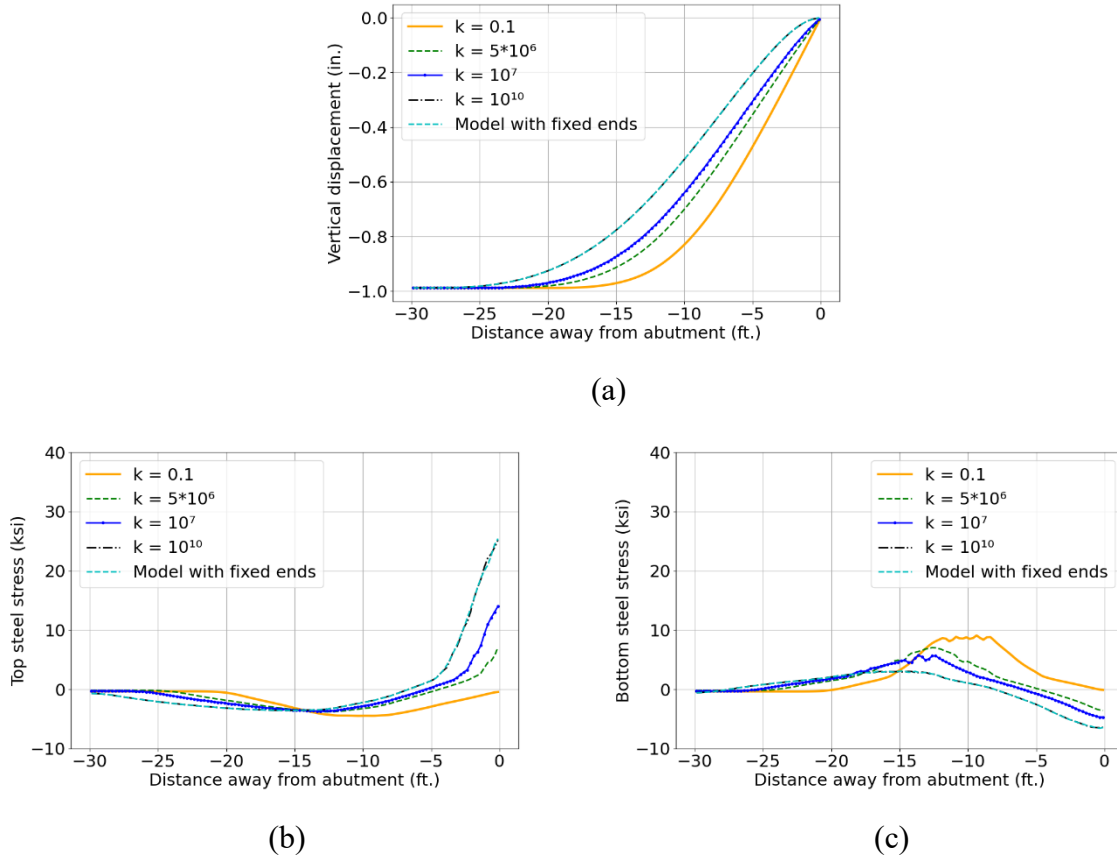 0.0
−0.2
−0.4
−0.6
−0.8
−1.0
Vertical displacement (in.)
k = 0.1
k = 5*10⁶
k = 10⁷
k = 10¹⁰
Model with fixed ends
−30 −25 −20 −15 −10 −5 0
Distance away from abutment (ft.)
(a)
40
30
20
10
0
−10
Top steel stress (ksi)
k = 0.1
k = 5*10⁶
k = 10⁷
k = 10¹⁰
Model with fixed ends
−30 −25 −20 −15 −10 −5 0
Distance away from abutment (ft.)
(b)
40
30
20
10
0
−10
Bottom steel stress (ksi)
k = 0.1
k = 5*10⁶
k = 10⁷
k = 10¹⁰
Model with fixed ends
−30 −25 −20 −15 −10 −5 0
Distance away from abutment (ft.)
(c)